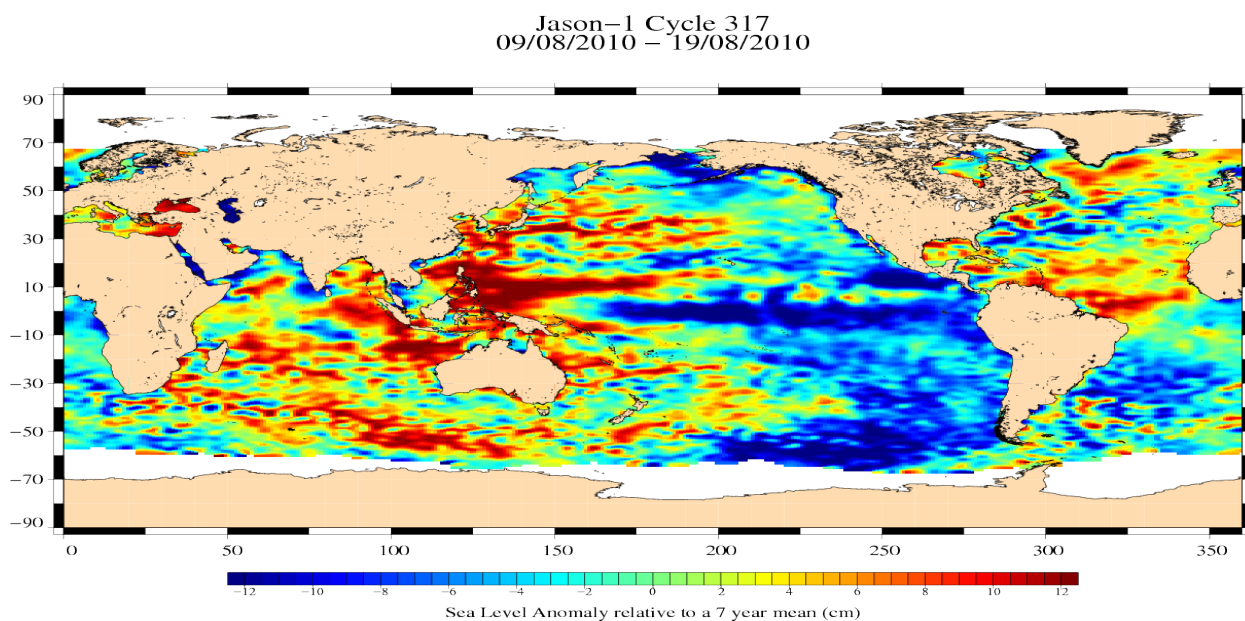 Jason−1 Cycle 317
09/08/2010 − 19/08/2010
90
70
50
30
10
−10
−30
−50
−70
−90
0 50 100 150 200 250 300 350
−12 −10 −8 −6 −4 −2 0 2 4 6 8 10 12
Sea Level Anomaly relative to a 7 year mean (cm)